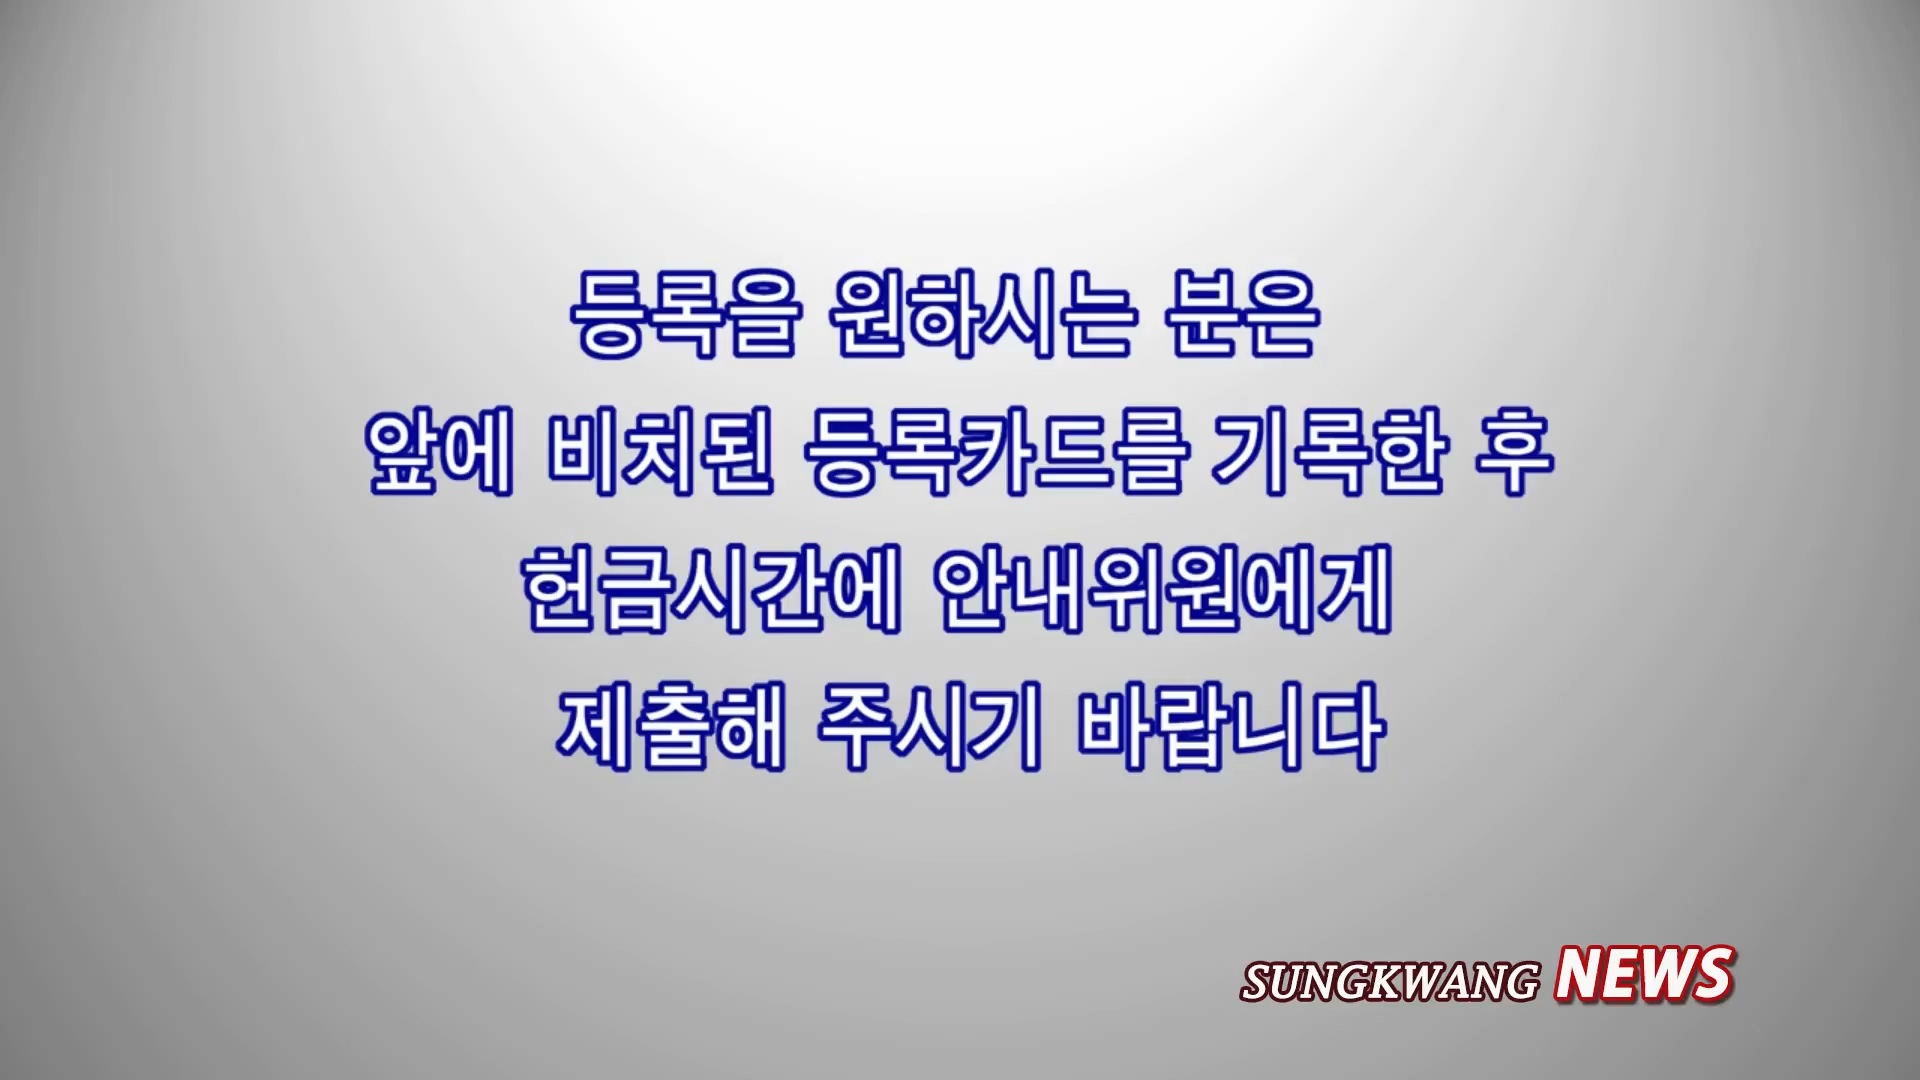 등록을 원하시는 분은
앞에 비치된 등록카드를 기록한 후
헌금시간에 안내위원에게
제출해 주시기 바랍니다
SUNGKWANG NEWS